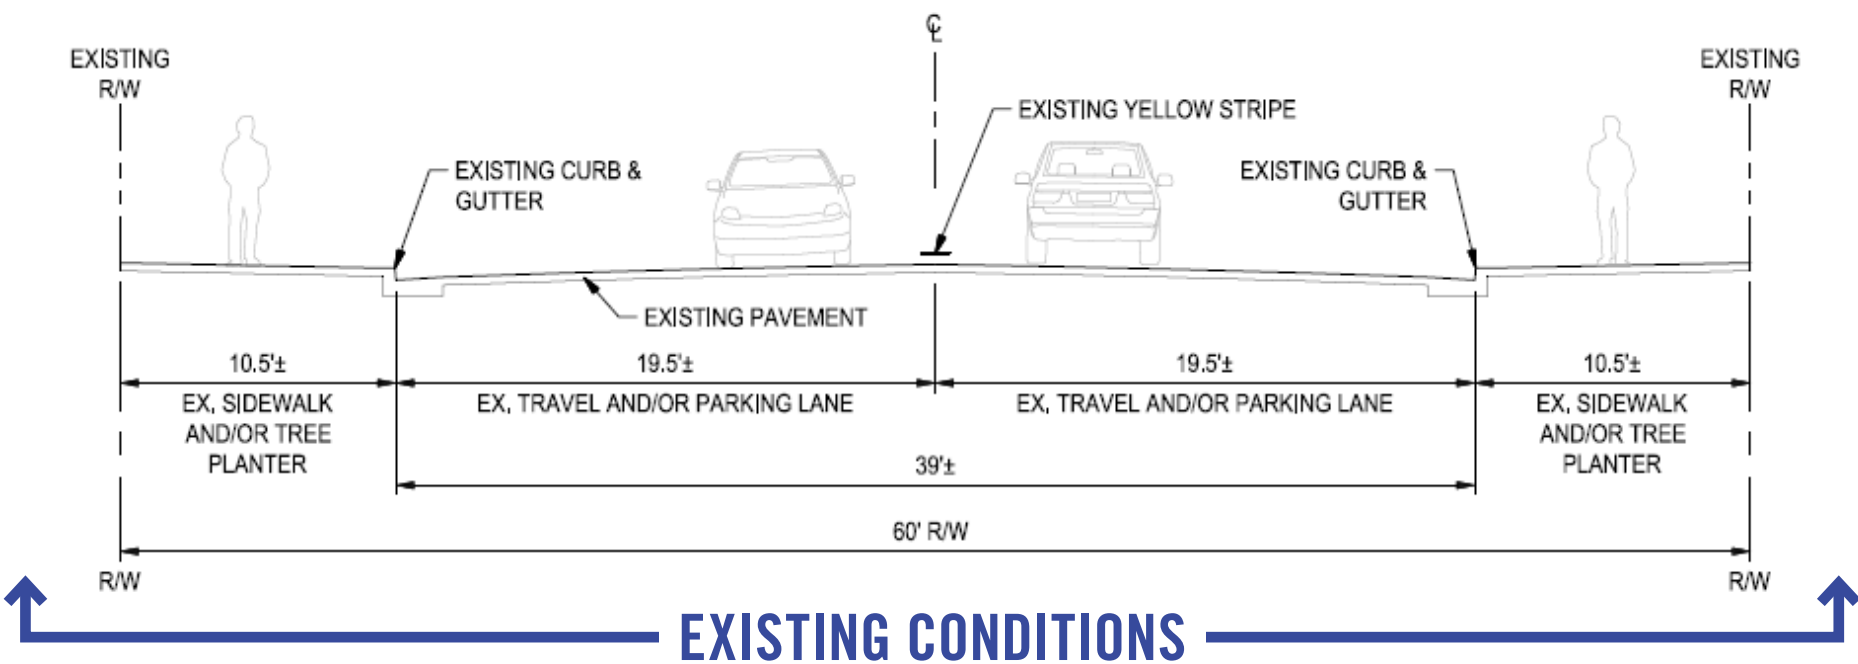 ℄
EXISTING
R/W
EXISTING
R/W
EXISTING YELLOW STRIPE
EXISTING CURB &
GUTTER
EXISTING CURB &
GUTTER
EXISTING PAVEMENT
10.5'±
19.5'±
19.5'±
10.5'±
EX. SIDEWALK
AND/OR TREE
PLANTER
EX. TRAVEL AND/OR PARKING LANE
EX. TRAVEL AND/OR PARKING LANE
EX. SIDEWALK
AND/OR TREE
PLANTER
39'±
60' R/W
R/W
R/W
EXISTING CONDITIONS